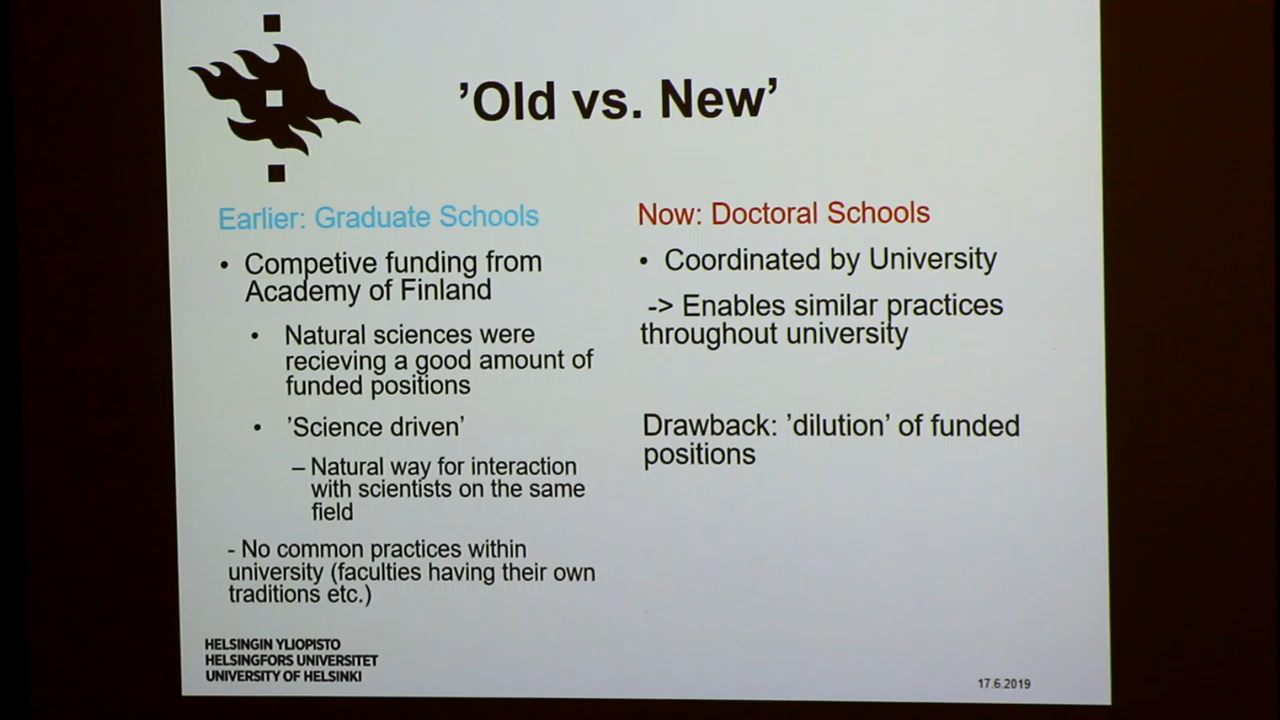 ’Old vs. New’
Earlier: Graduate Schools
• Competive funding from
Academy of Finland
• Natural sciences were
recieving a good amount of
funded positions
• ’Science driven’
– Natural way for interaction
with scientists on the same
field
- No common practices within
university (faculties having their own
traditions etc.)
Now: Doctoral Schools
• Coordinated by University
-> Enables similar practices
throughout university
Drawback: ’dilution’ of funded
positions
HELSINGIN YLIOPISTO
HELSINGFORS UNIVERSITET
UNIVERSITY OF HELSINKI
17.6.2019